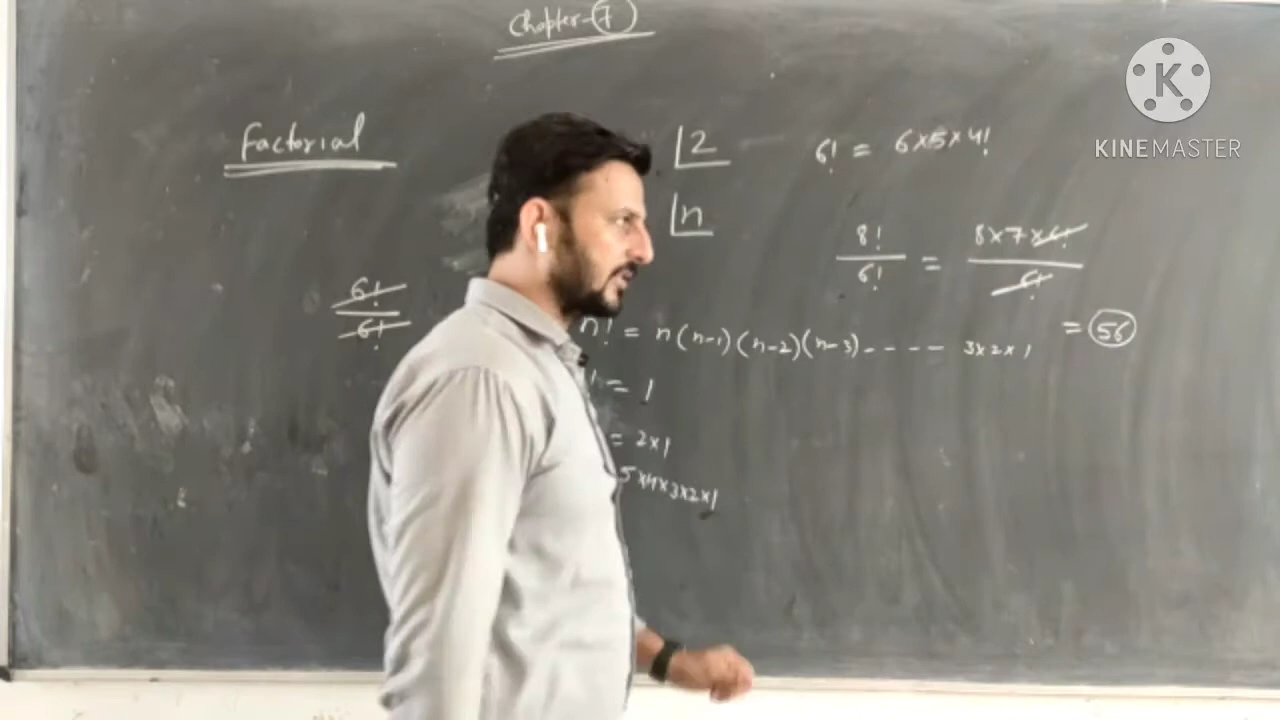 Chapter-7
Factorial
⌊2
⌊n
6! = 6×5×4!
8!/6! = 8×7×6!/6!
= 56
6!/6!
n! = n(n-1)(n-2)(n-3)----- 3×2×1
! = 1
= 2×1
5×4×3×2×1
K
KINEMASTER